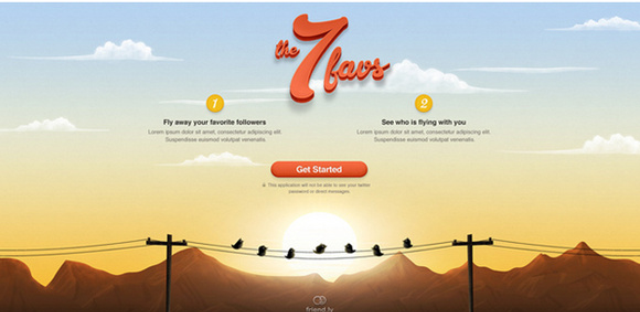 the 7 favs
1
2
Fly away your favorite followers
See who is flying with you
Lorem ipsum dolor sit amet, consectetur adipiscing elit.
Suspendisse euismod volutpat venenatis.
Lorem ipsum dolor sit amet, consectetur adipiscing elit.
Suspendisse euismod volutpat venenatis.
Get Started
This application will not be able to see your twitter
password or direct messages.
friend.ly